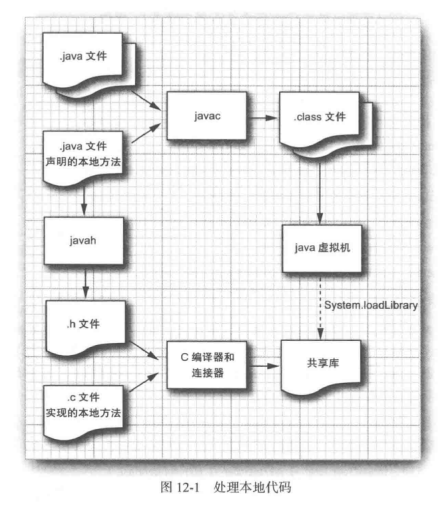 .java 文件
javac
.class 文件
.java 文件
声明的本地方法
javah
java 虚拟机
System.loadLibrary
.h 文件
C 编译器和
连接器
共享库
.c 文件
实现的本地方法
图 12-1 处理本地代码